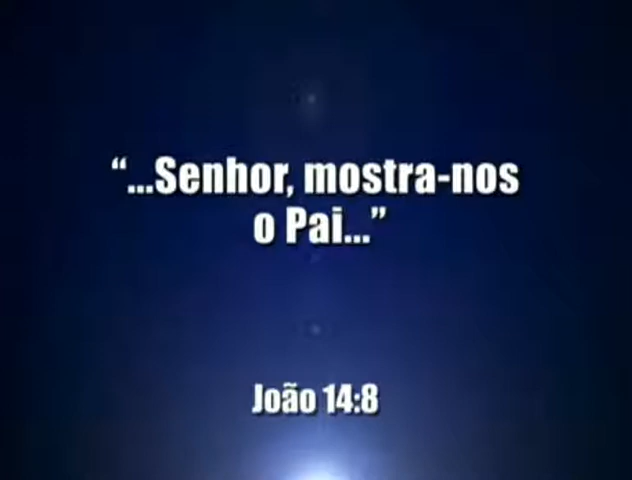 “...Senhor, mostra-nos
o Pai...”
João 14:8